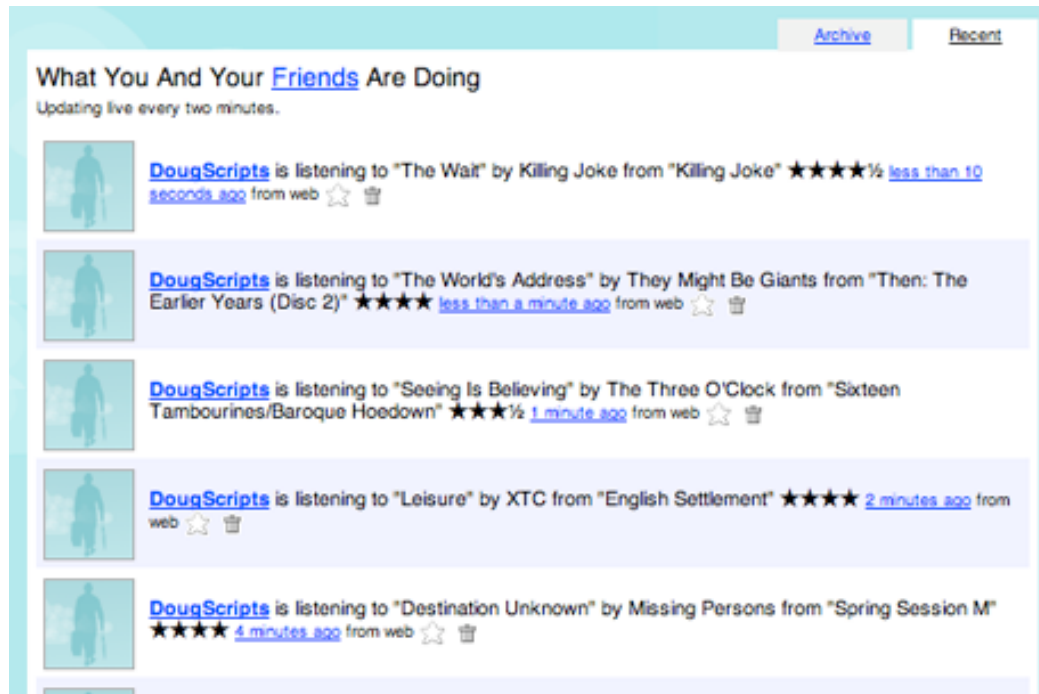 Archive Recent
What You And Your Friends Are Doing
Updating live every two minutes.
DougScripts is listening to "The Wait" by Killing Joke from "Killing Joke" ★★★★½ less than 10
seconds ago from web
DougScripts is listening to "The World's Address" by They Might Be Giants from "Then: The
Earlier Years (Disc 2)" ★★★★ less than a minute ago from web
DougScripts is listening to "Seeing Is Believing" by The Three O'Clock from "Sixteen
Tambourines/Baroque Hoedown" ★★★½ 1 minute ago from web
DougScripts is listening to "Leisure" by XTC from "English Settlement" ★★★★ 2 minutes ago from
web
DougScripts is listening to "Destination Unknown" by Missing Persons from "Spring Session M"
★★★★ 4 minutes ago from web